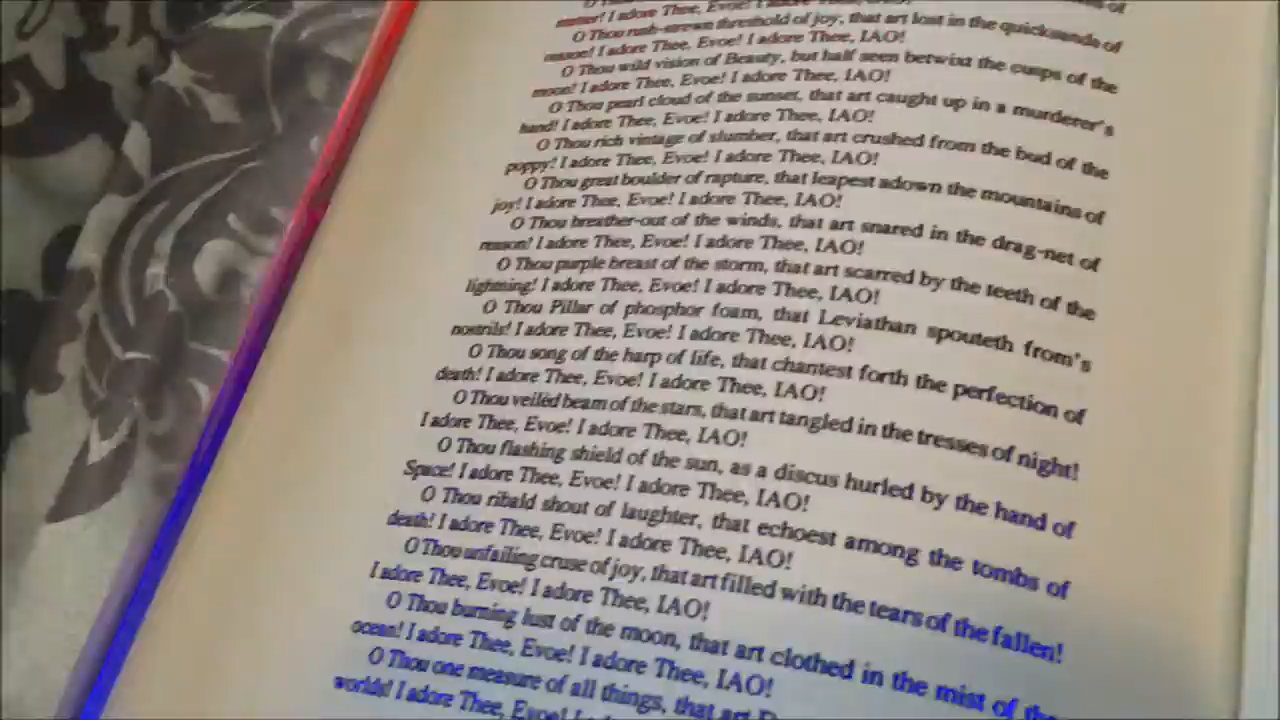 I adore Thee, Evoe! I adore Thee, IAO!
O Thou rush-strewn threshold of joy, that art lost in the quicksands of
reason! I adore Thee, Evoe! I adore Thee, IAO!
O Thou wild vision of Beauty, but half seen betwixt the cusps of the
moon! I adore Thee, Evoe! I adore Thee, IAO!
O Thou pearl cloud of the sunset, that art caught up in a murderer's
hand! I adore Thee, Evoe! I adore Thee, IAO!
O Thou rich vintage of slumber, that art crushed from the bud of the
poppy! I adore Thee, Evoe! I adore Thee, IAO!
O Thou great boulder of rapture, that leapest adown the mountains of
joy! I adore Thee, Evoe! I adore Thee, IAO!
O Thou breather-out of the winds, that art snared in the drag-net of
reason! I adore Thee, Evoe! I adore Thee, IAO!
O Thou purple breast of the storm, that art scarred by the teeth of the
lightning! I adore Thee, Evoe! I adore Thee, IAO!
O Thou Pillar of phosphor foam, that Leviathan spouteth from's
nostrils! I adore Thee, Evoe! I adore Thee, IAO!
O Thou song of the harp of life, that chantest forth the perfection of
death! I adore Thee, Evoe! I adore Thee, IAO!
O Thou veilèd beam of the stars, that art tangled in the tresses of night!
I adore Thee, Evoe! I adore Thee, IAO!
O Thou flashing shield of the sun, as a discus hurled by the hand of
Space! I adore Thee, Evoe! I adore Thee, IAO!
O Thou ribald shout of laughter, that echoest among the tombs of
death! I adore Thee, Evoe! I adore Thee, IAO!
O Thou unfailing cruse of joy, that art filled with the tears of the fallen!
I adore Thee, Evoe! I adore Thee, IAO!
O Thou burning lust of the moon, that art clothed in the mist of the
ocean! I adore Thee, Evoe! I adore Thee, IAO!
O Thou one measure of all things, that art
worlds! I adore Thee, Evoe! I